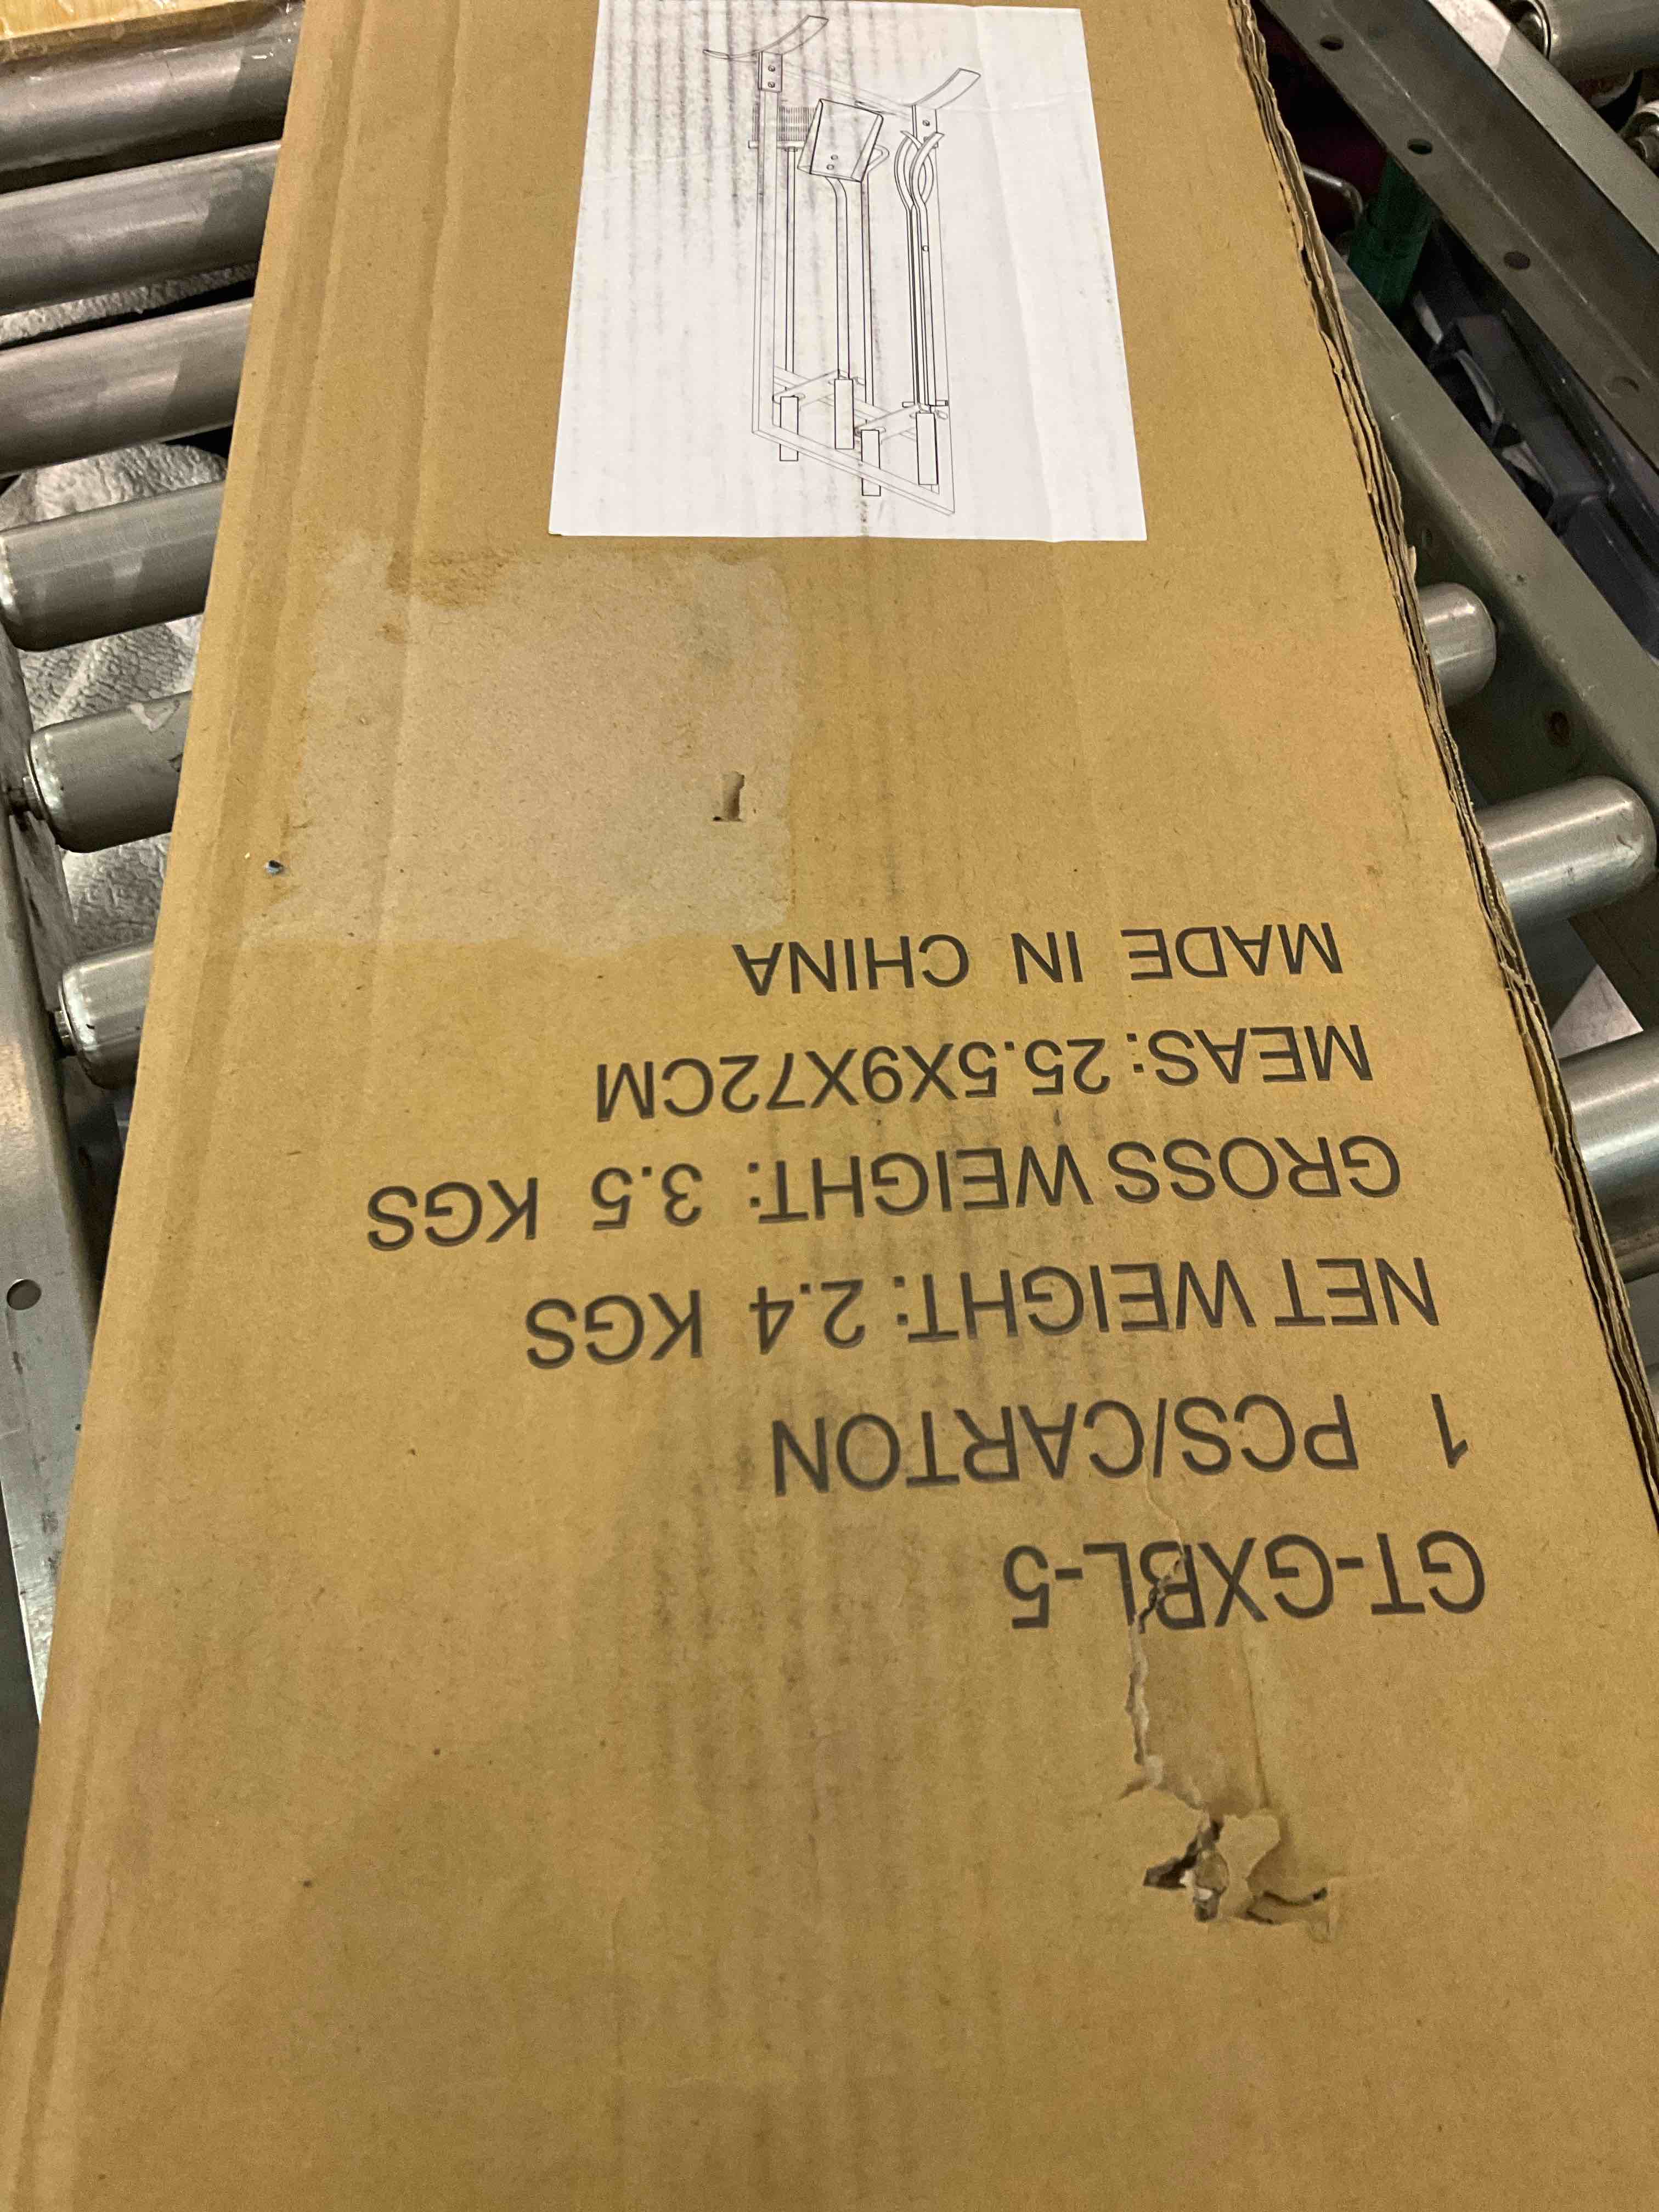 GT-GXBL-5
1 PCS/CARTON
NET WEIGHT: 2.4 KGS
GROSS WEIGHT: 3.5 KGS
MEAS: 25.5X9X72CM
MADE IN CHINA